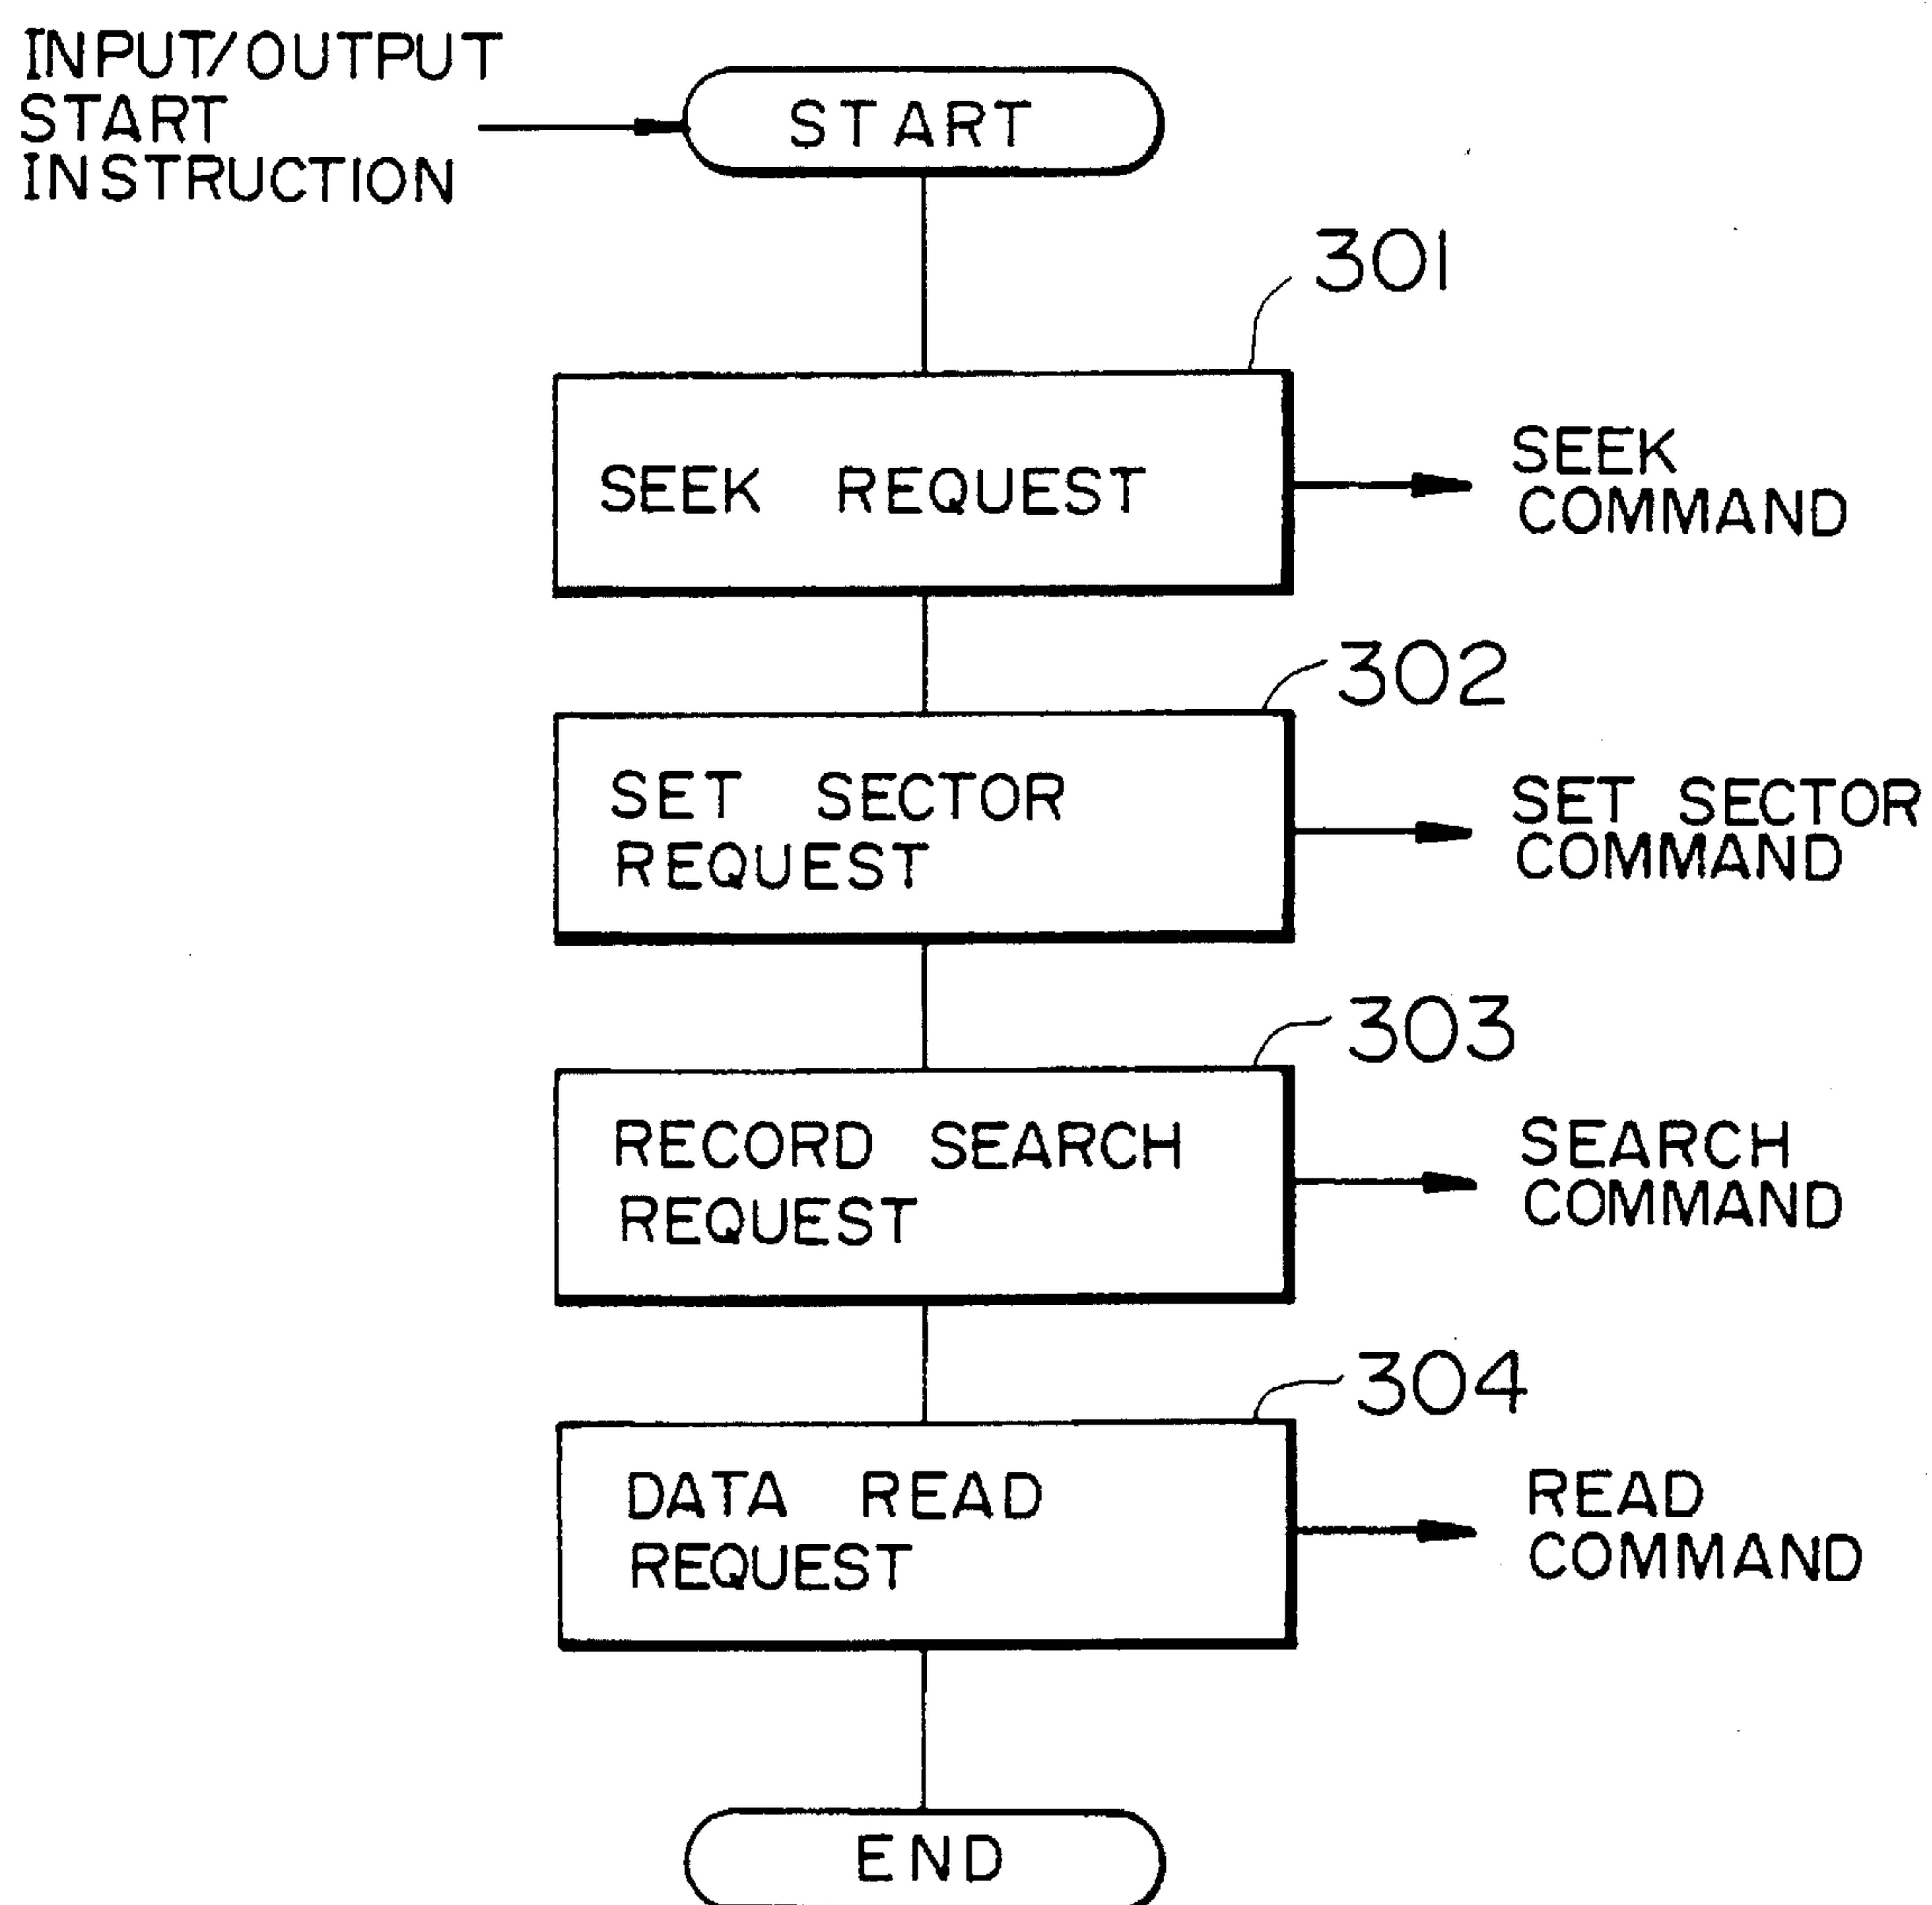 INPUT/OUTPUT
START
INSTRUCTION
START
301
SEEK REQUEST
SEEK
COMMAND
302
SET SECTOR
REQUEST
SET SECTOR
COMMAND
303
RECORD SEARCH
REQUEST
SEARCH
COMMAND
304
DATA READ
REQUEST
READ
COMMAND
END